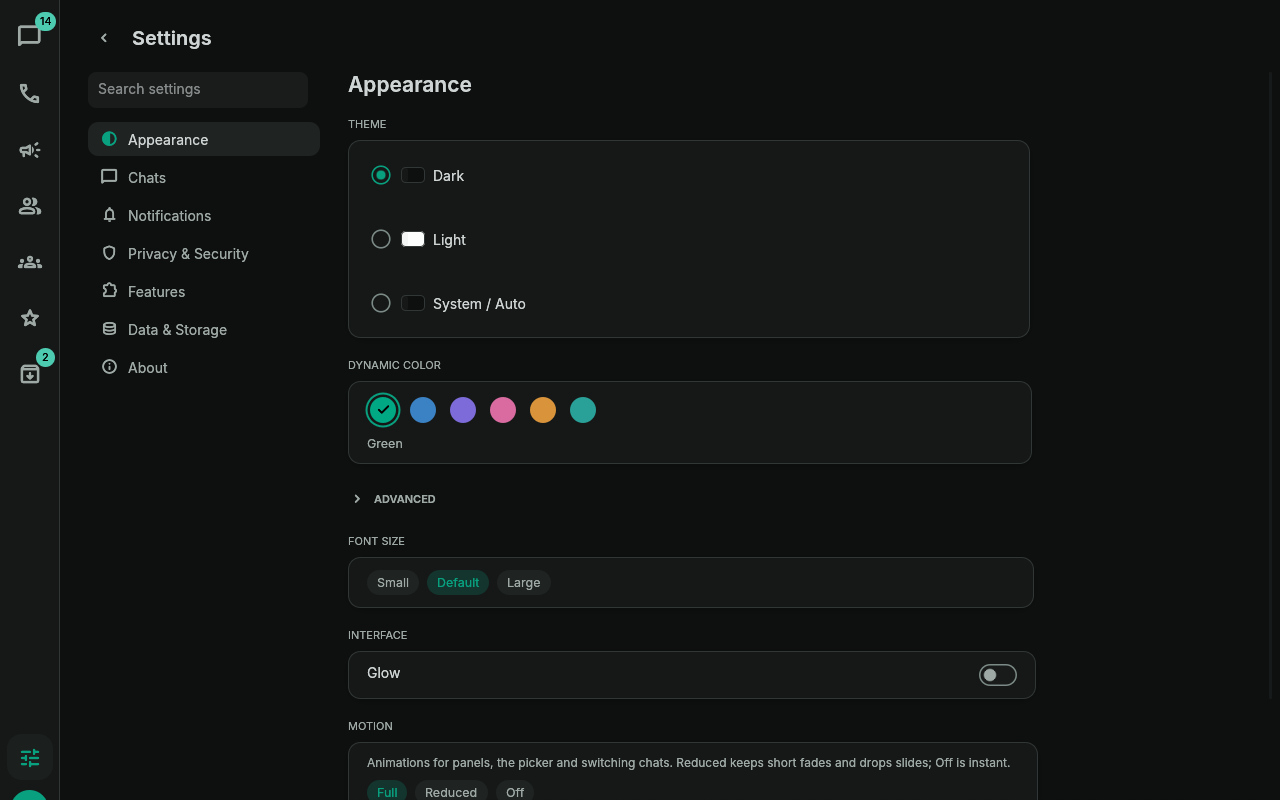 14
Settings
Search settings
Appearance
Chats
Notifications
Privacy & Security
Features
Data & Storage
About
2
Appearance
THEME
Dark
Light
System / Auto
DYNAMIC COLOR
Green
ADVANCED
FONT SIZE
Small Default Large
INTERFACE
Glow
MOTION
Animations for panels, the picker and switching chats. Reduced keeps short fades and drops slides; Off is instant.
Full Reduced Off